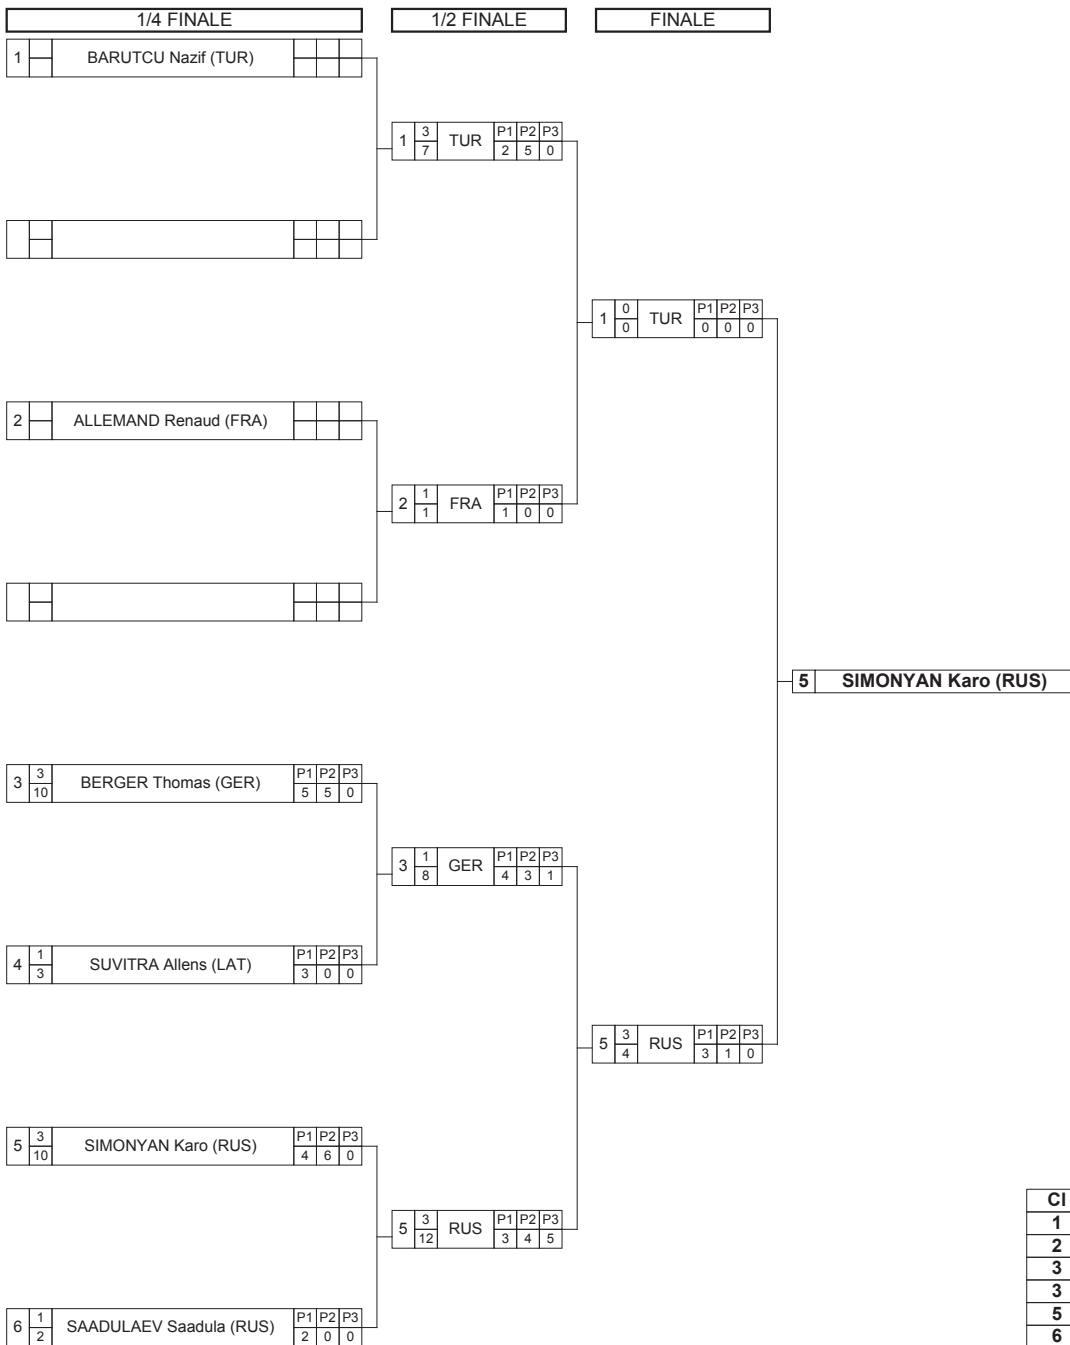 1/4 FINALE 1/2 FINALE FINALE
1 BARUTCU Nazif (TUR)
1 3 7 TUR P1 P2 P3 2 5 0
1 0 0 TUR P1 P2 P3 0 0 0
2 ALLEMAND Renaud (FRA)
2 1 1 FRA P1 P2 P3 1 0 0
5 SIMONYAN Karo (RUS)
3 3 10 BERGER Thomas (GER) P1 P2 P3 5 5 0
3 1 8 GER P1 P2 P3 4 3 1
4 1 3 SUVITRA Allens (LAT) P1 P2 P3 3 0 0
5 3 4 RUS P1 P2 P3 3 1 0
5 3 10 SIMONYAN Karo (RUS) P1 P2 P3 4 6 0
5 3 12 RUS P1 P2 P3 3 4 5
6 1 2 SAADULAEV Saadula (RUS) P1 P2 P3 2 0 0
Cl
1
2
3
3
5
6